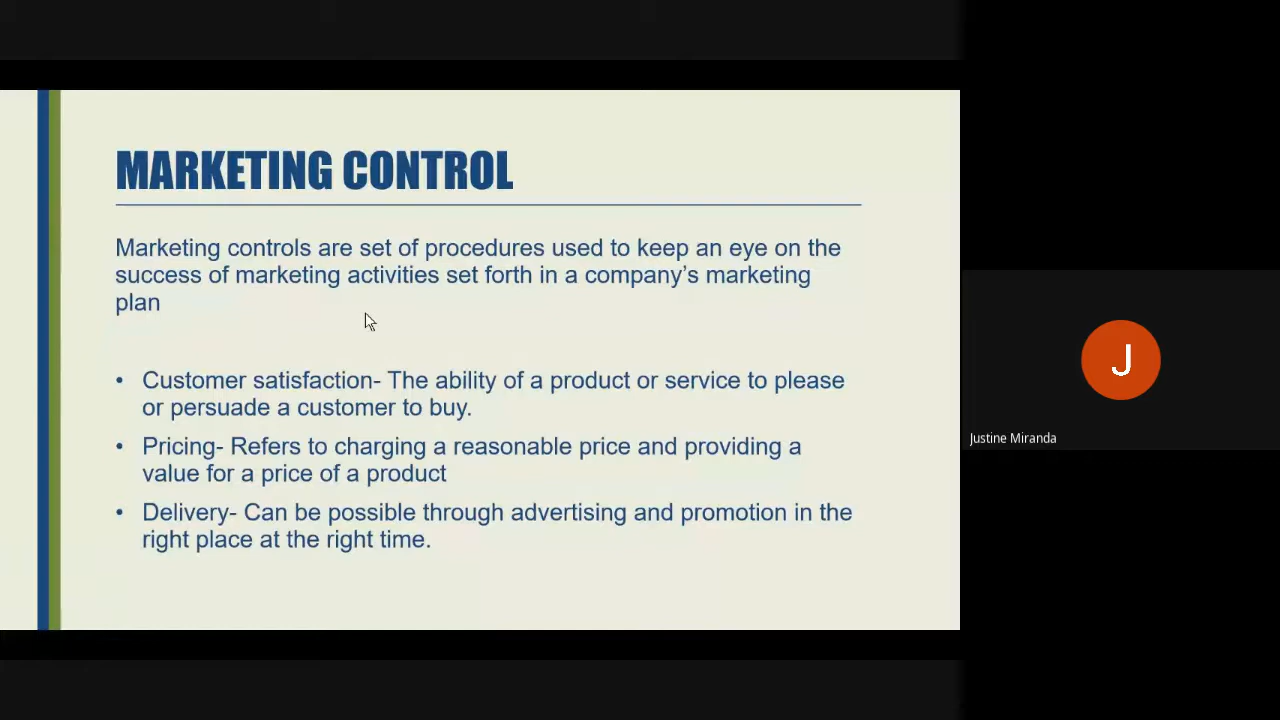 MARKETING CONTROL
Marketing controls are set of procedures used to keep an eye on the
success of marketing activities set forth in a company’s marketing
plan
• Customer satisfaction- The ability of a product or service to please
or persuade a customer to buy.
• Pricing- Refers to charging a reasonable price and providing a
value for a price of a product
• Delivery- Can be possible through advertising and promotion in the
right place at the right time.
J
Justine Miranda